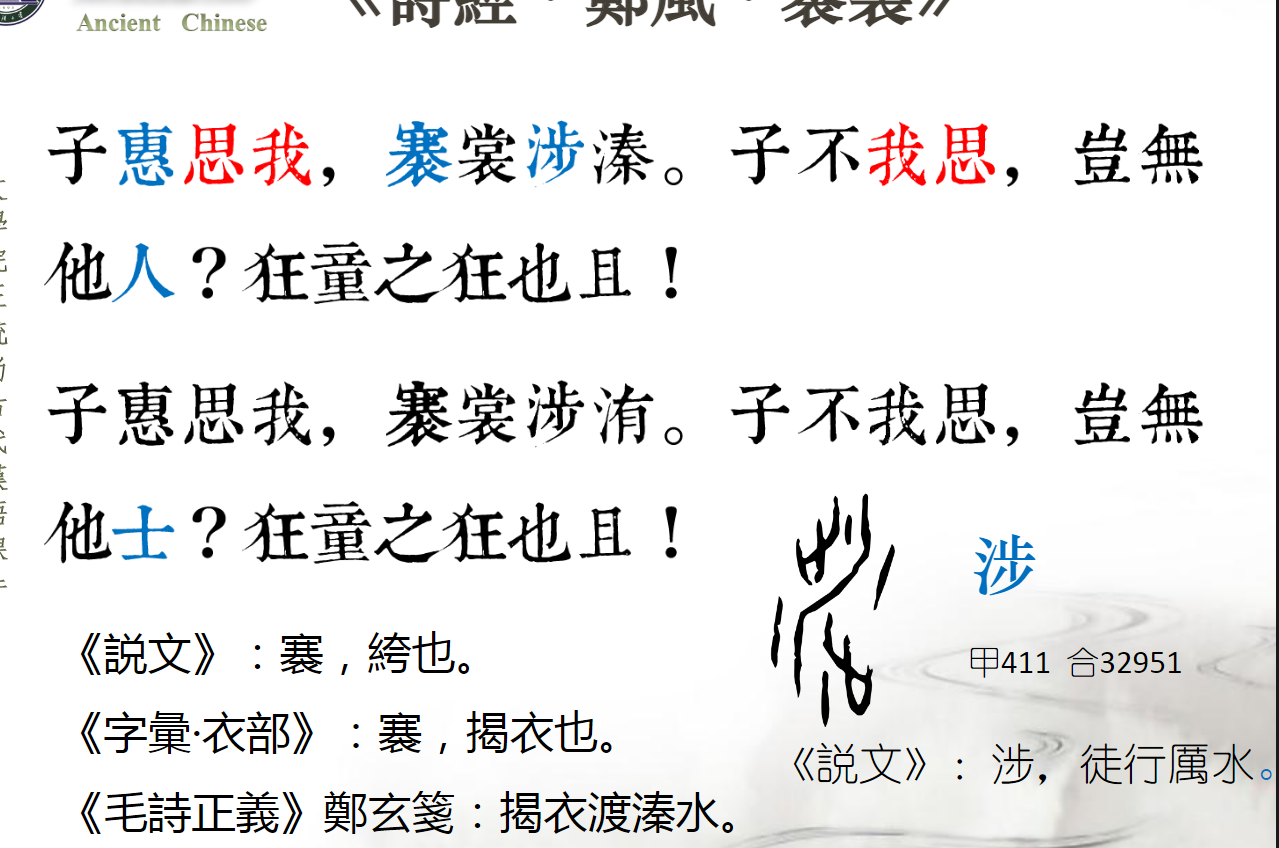 Ancient Chinese
《詩經·鄭風·褰裳》
子惠思我，褰裳涉溱。子不我思，豈無
他人？狂童之狂也且！
子惠思我，褰裳涉洧。子不我思，豈無
他士？狂童之狂也且！
涉
甲411 合32951
《説文》：褰，絝也。
《字彙·衣部》：褰，揭衣也。
《毛詩正義》鄭玄箋：揭衣渡溱水。
《説文》：涉，徒行厲水。